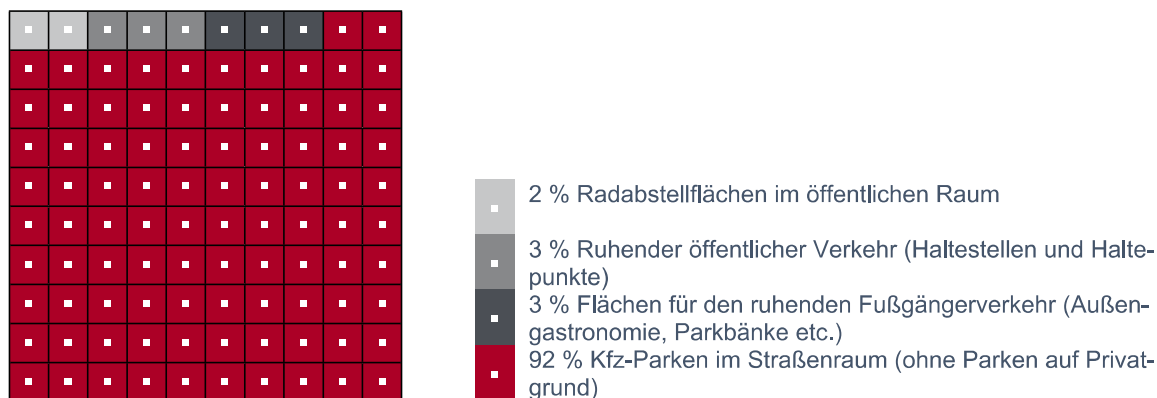 2 % Radabstellflächen im öffentlichen Raum
3 % Ruhender öffentlicher Verkehr (Haltestellen und Halte-
punkte)
3 % Flächen für den ruhenden Fußgängerverkehr (Außen-
gastronomie, Parkbänke etc.)
92 % Kfz-Parken im Straßenraum (ohne Parken auf Privat-
grund)